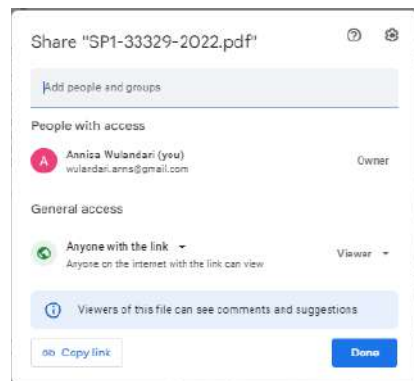 Share "SP1-33329-2022.pdf"
Add people and groups
People with access
A
Annisa Wulandari (you)
wulardari.anns@gmail.com
Owner
General access
Anyone with the link
Anyone on the internet with the link can view
Viewer
Viewers of this file can see comments and suggestions
Copy link
Done